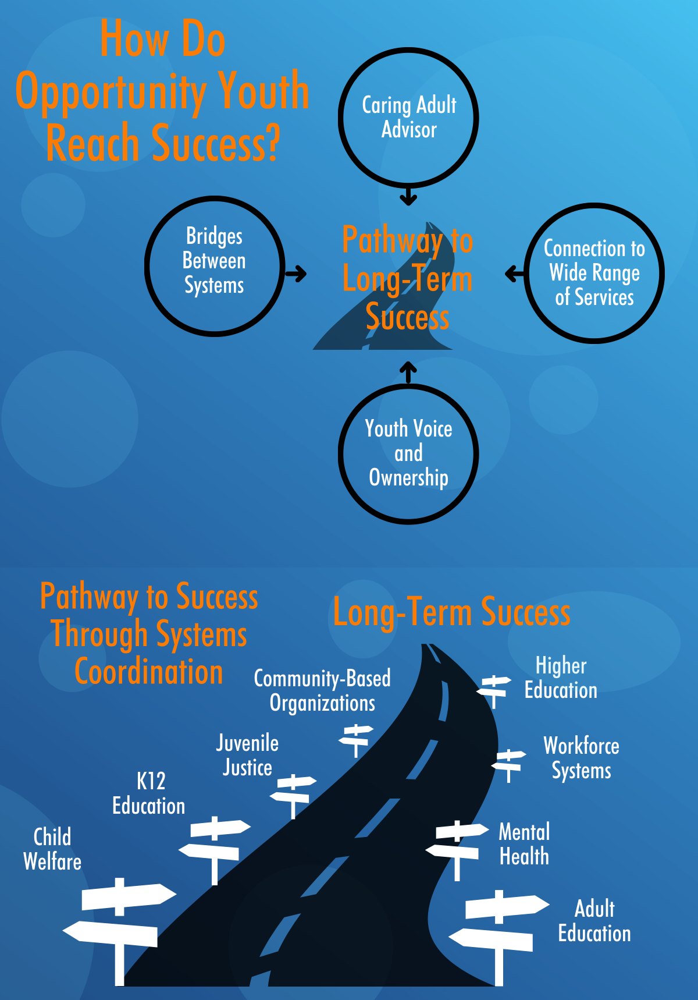 How Do
Opportunity Youth
Reach Success?
Caring Adult
Advisor
Bridges
Between
Systems
Pathway to
Long-Term
Success
Connection to
Wide Range
of Services
Youth Voice
and
Ownership
Pathway to Success
Through Systems
Coordination
Long-Term Success
Community-Based
Organizations
Higher
Education
Juvenile
Justice
Workforce
Systems
K12
Education
Child
Welfare
Mental
Health
Adult
Education